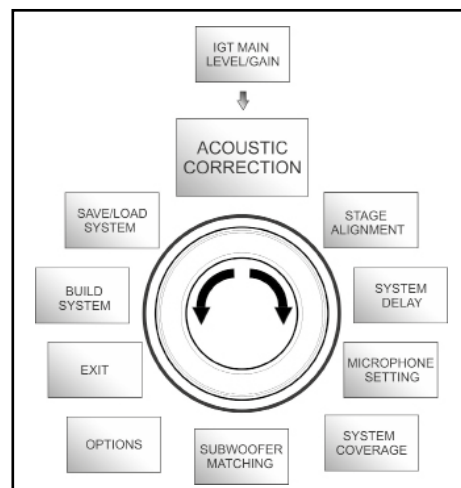 IGT MAIN
LEVEL/GAIN
ACOUSTIC
CORRECTION
SAVE/LOAD
SYSTEM
STAGE
ALIGNMENT
BUILD
SYSTEM
SYSTEM
DELAY
EXIT
MICROPHONE
SETTING
OPTIONS
SUBWOOFER
MATCHING
SYSTEM
COVERAGE